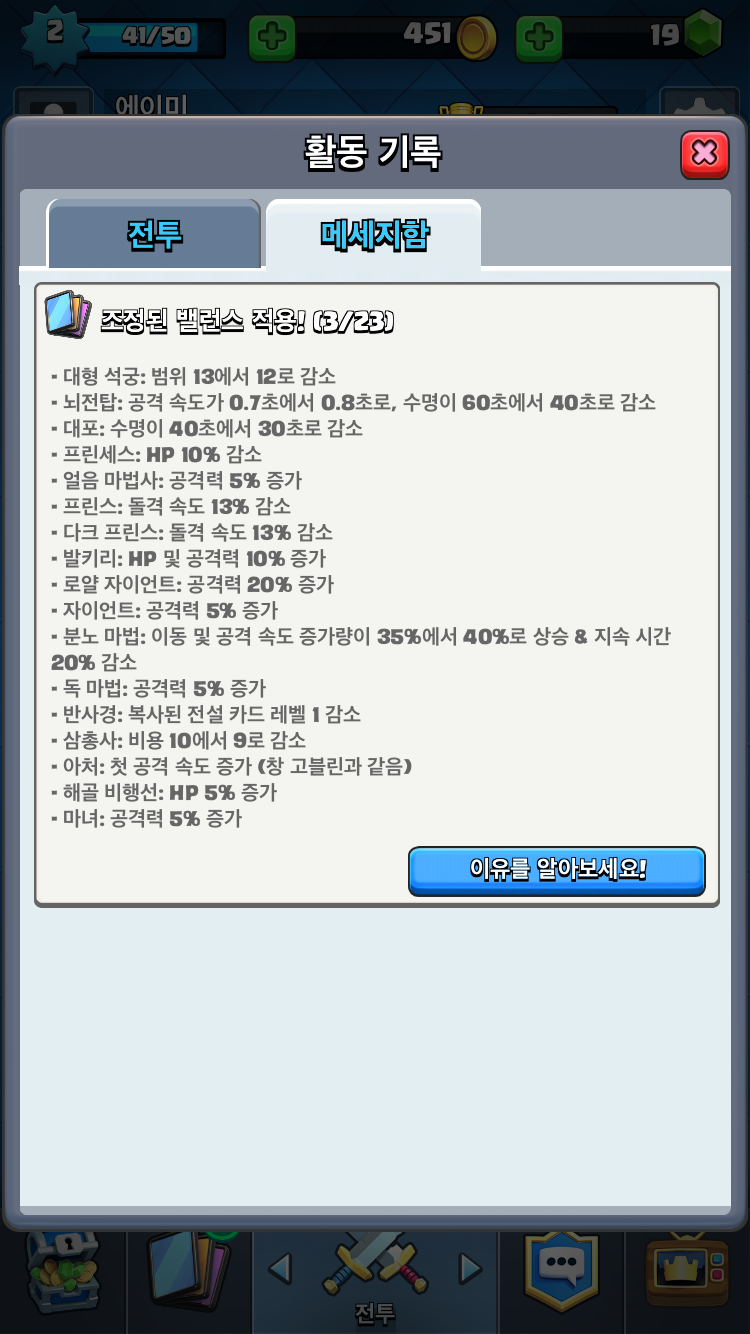 2
41/50
451
19
에이미
활동 기록
전투
메세지함
조정된 밸런스 적용! (3/23)
- 대형 석궁: 범위 13에서 12로 감소
- 뇌전탑: 공격 속도가 0.7초에서 0.8초로, 수명이 60초에서 40초로 감소
- 대포: 수명이 40초에서 30초로 감소
- 프린세스: HP 10% 감소
- 얼음 마법사: 공격력 5% 증가
- 프린스: 돌격 속도 13% 감소
- 다크 프린스: 돌격 속도 13% 감소
- 발키리: HP 및 공격력 10% 증가
- 로얄 자이언트: 공격력 20% 증가
- 자이언트: 공격력 5% 증가
- 분노 마법: 이동 및 공격 속도 증가량이 35%에서 40%로 상승 & 지속 시간
20% 감소
- 독 마법: 공격력 5% 증가
- 반사경: 복사된 전설 카드 레벨 1 감소
- 삼총사: 비용 10에서 9로 감소
- 아처: 첫 공격 속도 증가 (창 고블린과 같음)
- 해골 비행선: HP 5% 증가
- 마녀: 공격력 5% 증가
이유를 알아보세요!
전투